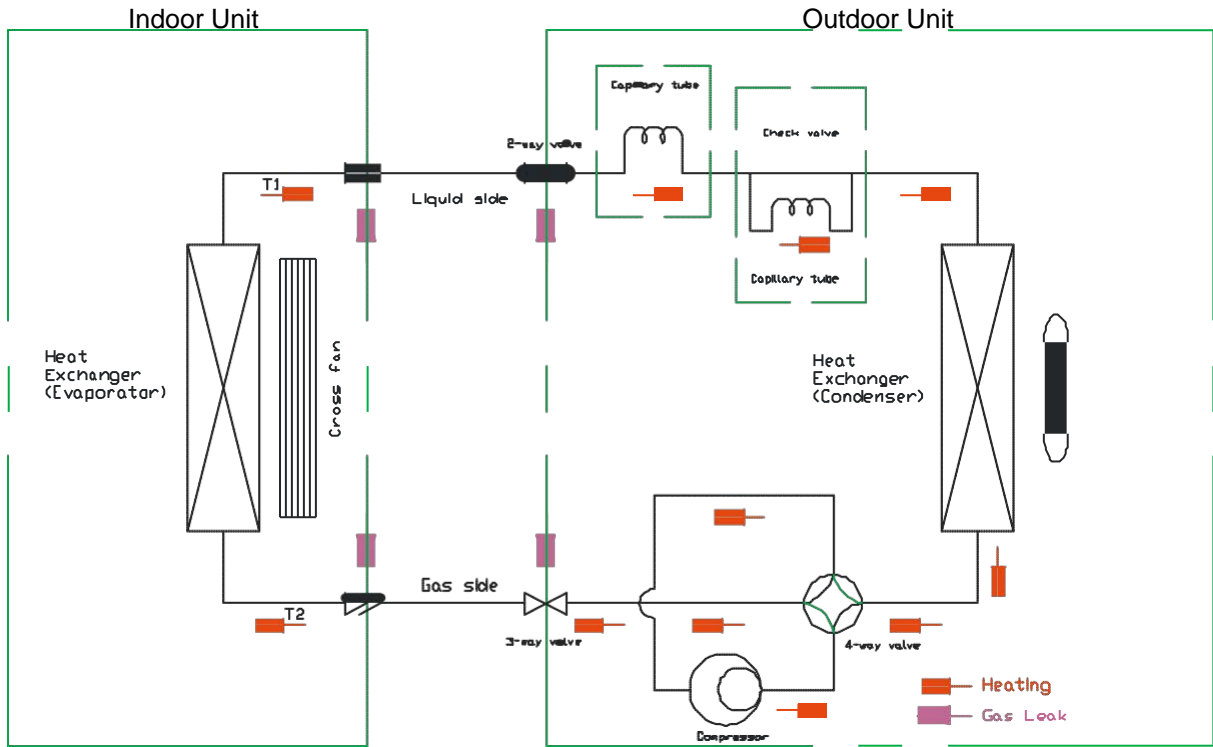 Indoor Unit
Outdoor Unit
Capillary tube
Check valve
2-way valve
T1
Liquid side
Capillary tube
Heat
Exchanger
(Evaporator)
Cross fan
Heat
Exchanger
(Condenser)
Gas side
T2
3-way valve
4-way valve
Compressor
Heating
Gas Leak